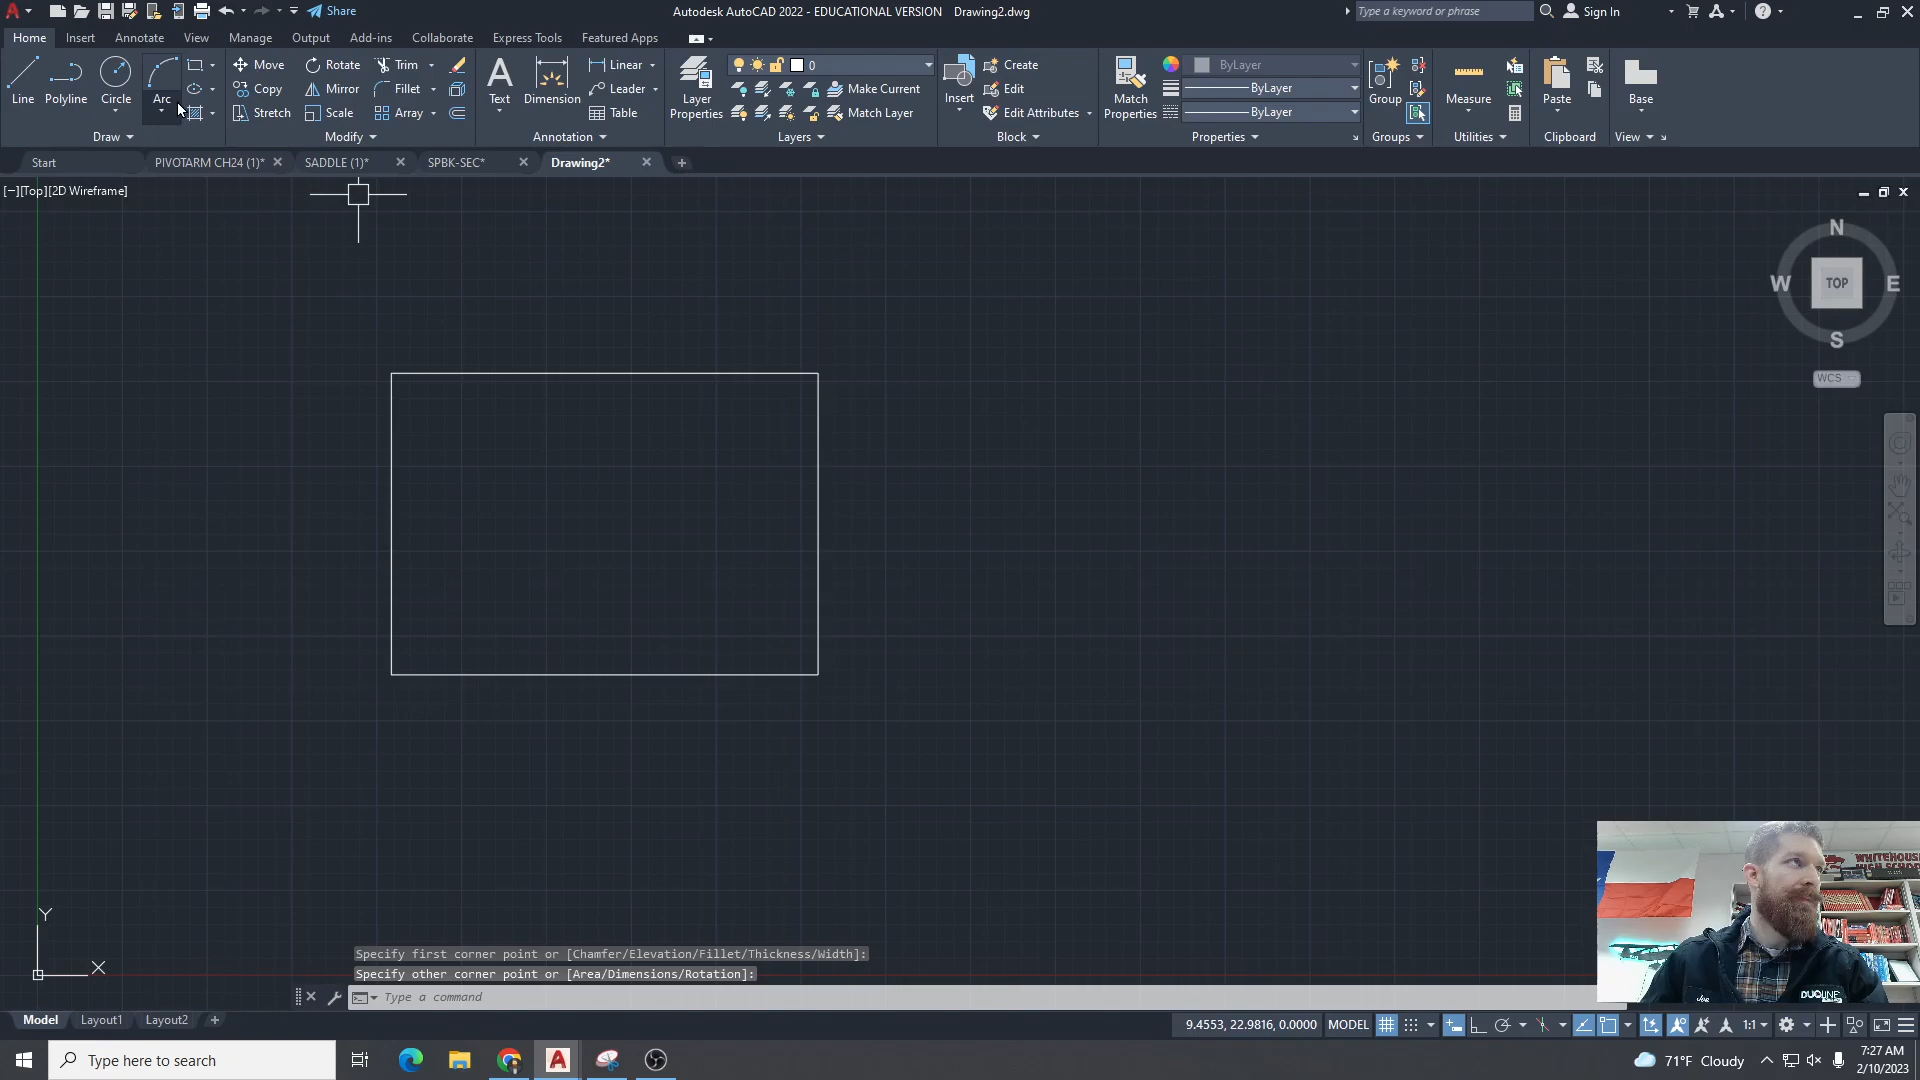 Share
Autodesk AutoCAD 2022 - EDUCATIONAL VERSION Drawing2.dwg
Type a keyword or phrase
Sign In
Home Insert Annotate View Manage Output Add-ins Collaborate Express Tools Featured Apps
Line Polyline Circle Arc
Move Rotate Trim
Copy Mirror Fillet
Stretch Scale Array
Text Dimension
Linear
Leader
Table
Layer Properties
0
Make Current
Match Layer
Insert
Create
Edit
Edit Attributes
Match Properties
ByLayer
ByLayer
ByLayer
Group
Measure
Paste
Base
Draw Modify Annotation Layers Block Properties Groups Utilities Clipboard View
Start PIVOTARM CH24 (1)* SADDLE (1)* SPBK-SEC* Drawing2*
[−][Top][2D Wireframe]
N
W TOP E
S
WCS
WHITEHOUSE
HIGH SCHOOL
Joe
DUOLINE
Y
X
Specify first corner point or [Chamfer/Elevation/Fillet/Thickness/Width]:
Specify other corner point or [Area/Dimensions/Rotation]:
Type a command
Model Layout1 Layout2
9.4553, 22.9816, 0.0000 MODEL 1:1
Type here to search
71°F Cloudy
7:27 AM
2/10/2023